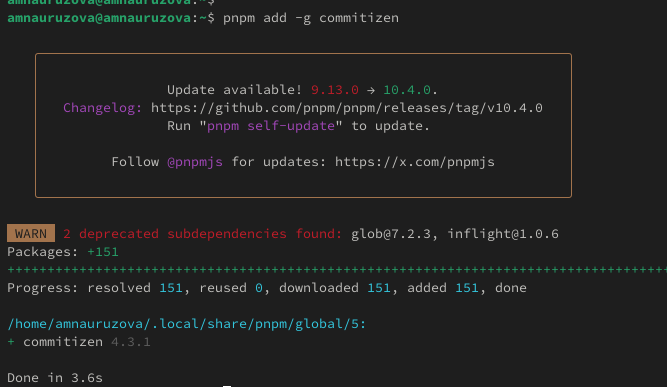 amnauruzova@amnauruzova:~$
amnauruzova@amnauruzova:~$ pnpm add -g commitizen
Update available! 9.13.0 → 10.4.0.
Changelog: https://github.com/pnpm/pnpm/releases/tag/v10.4.0
Run "pnpm self-update" to update.
Follow @pnpmjs for updates: https://x.com/pnpmjs
WARN 2 deprecated subdependencies found: glob@7.2.3, inflight@1.0.6
Packages: +151
++++++++++++++++++++++++++++++++++++++++++++++++++++++++++++++++++++++++++++++++++
Progress: resolved 151, reused 0, downloaded 151, added 151, done
/home/amnauruzova/.local/share/pnpm/global/5:
+ commitizen 4.3.1
Done in 3.6s